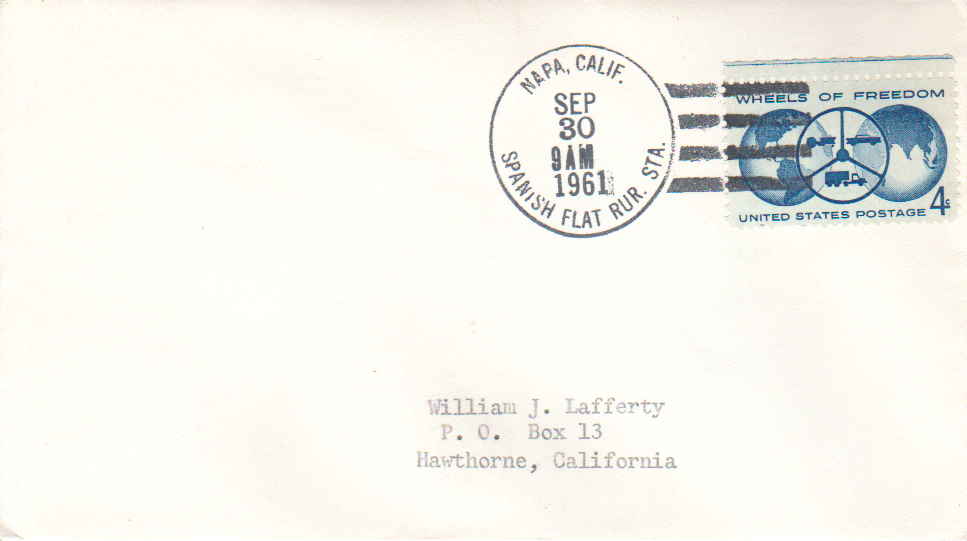 NAPA, CALIF.
SEP
30
9AM
1961
SPANISH FLAT RUR. STA.
WHEELS OF FREEDOM
4c
UNITED STATES POSTAGE
William J. Lafferty
P. O. Box 13
Hawthorne, California